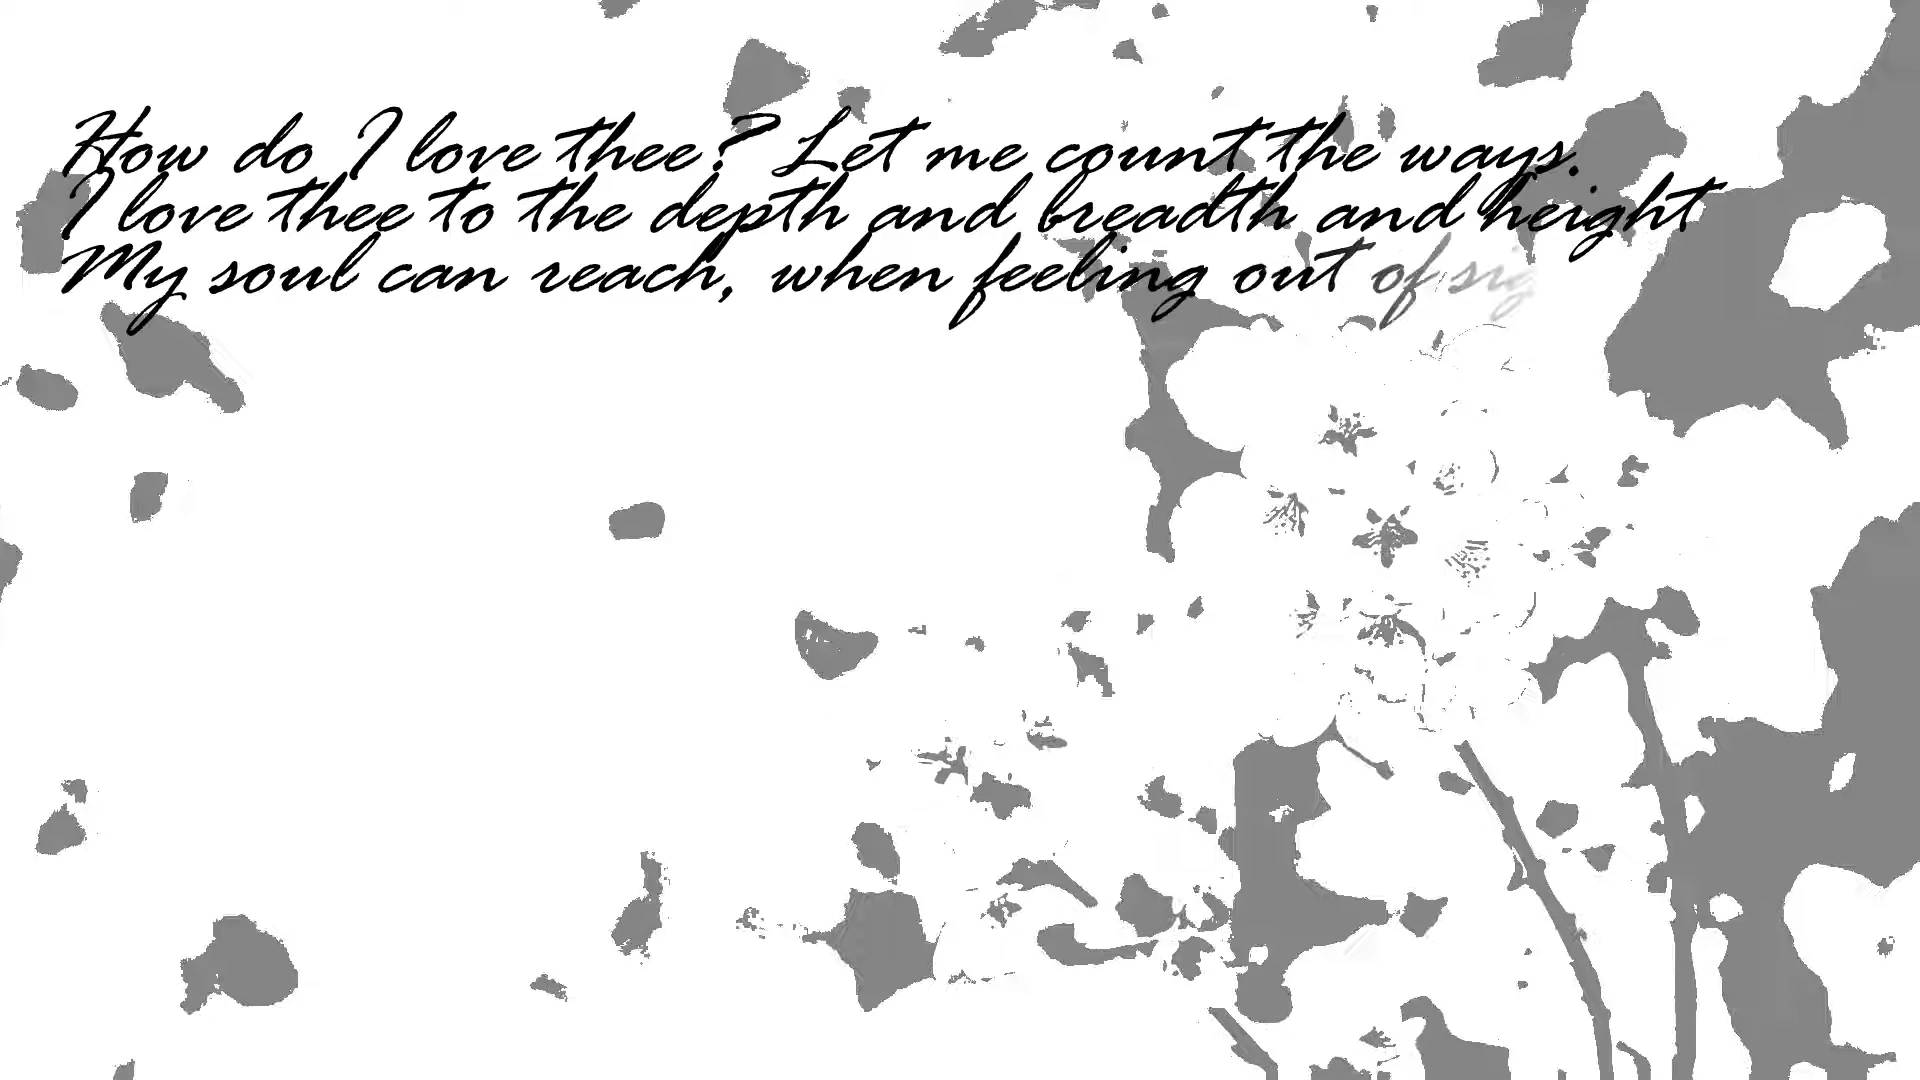 How do I love thee? Let me count the ways.
I love thee to the depth and breadth and height
My soul can reach, when feeling out of sig